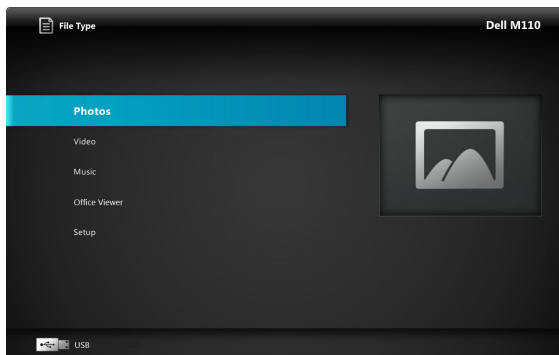 File Type
Dell M110
Photos
Video
Music
Office Viewer
Setup
USB